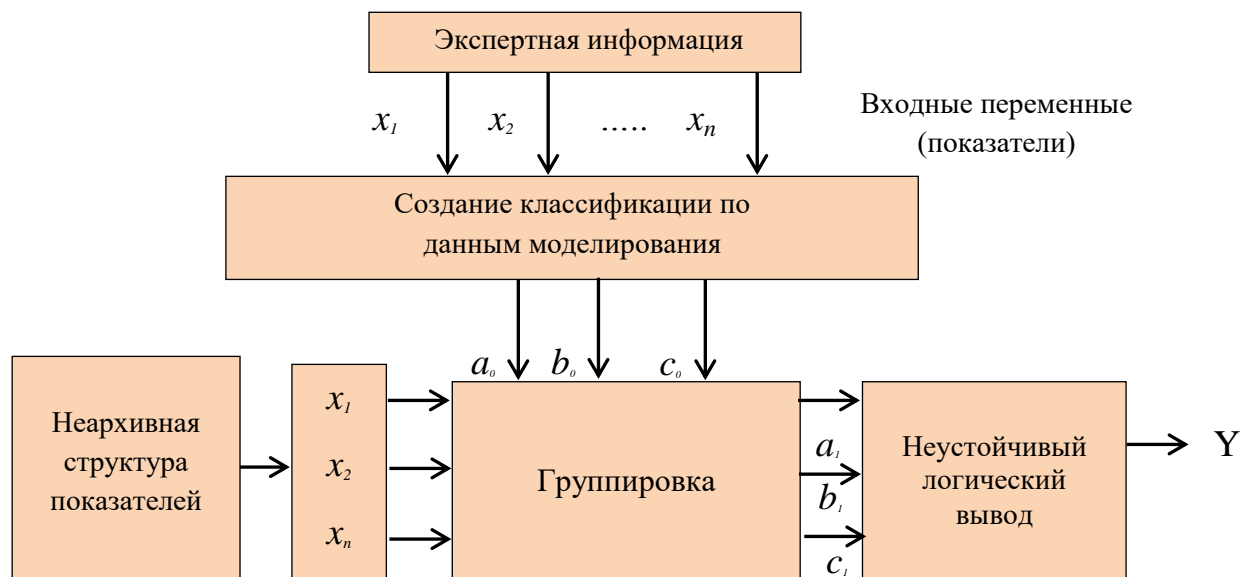 Экспертная информация
x₁ x₂ ..... xₙ
Входные переменные
(показатели)
Создание классификации по
данным моделирования
a₀ b₀ c₀
Неархивная
структура
показателей
x₁
x₂
xₙ
Группировка
a₁
b₁
c₁
Неустойчивый
логический
вывод
Y